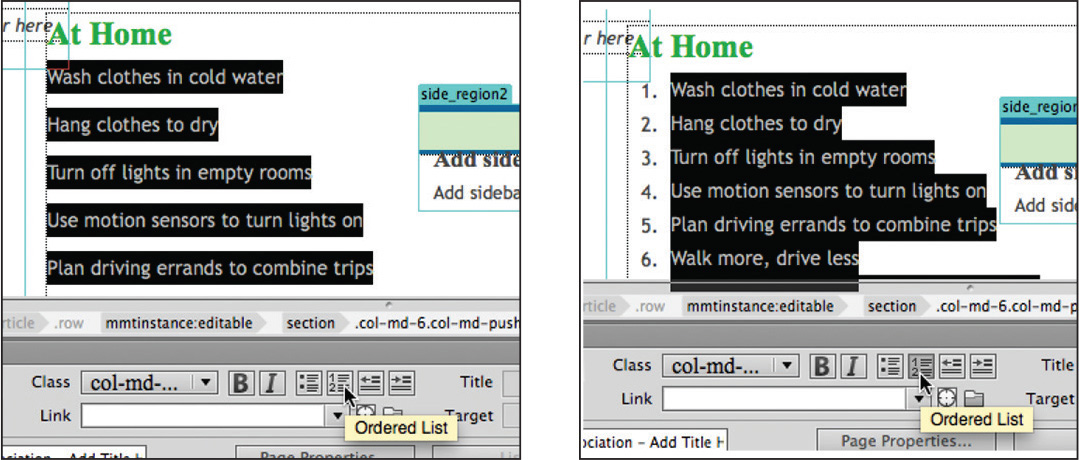 r here
At Home
Wash clothes in cold water
Hang clothes to dry
Turn off lights in empty rooms
Use motion sensors to turn lights on
Plan driving errands to combine trips
side_region2
Add side
Add sideba
rticle .row mmtinstance:editable section .col-md-6.col-md-push
Class col-md-... B I Title
Link Target
Ordered List
ociation – Add Title H Page Properties
r here
At Home
1. Wash clothes in cold water
2. Hang clothes to dry
3. Turn off lights in empty rooms
4. Use motion sensors to turn lights on
5. Plan driving errands to combine trips
6. Walk more, drive less
side_region
Add si
Add side
rticle .row mmtinstance:editable section .col-md-6.col-md-p
Class col-md-... B I Title
Link Target
Ordered List
ociation – Add Title H Page Properties...